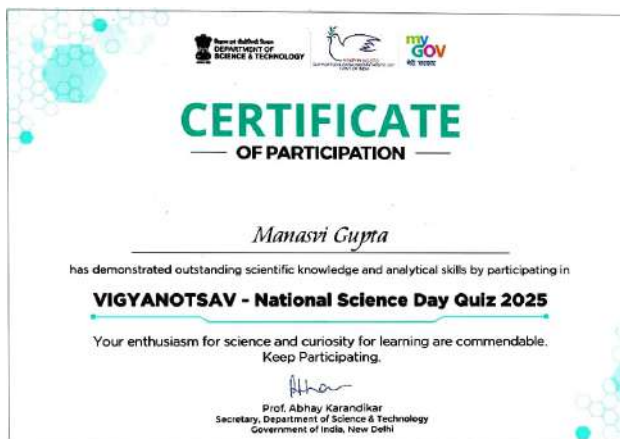 DEPARTMENT OF
SCIENCE & TECHNOLOGY
my
GOV
मेरी सरकार
CERTIFICATE
OF PARTICIPATION
Manasvi Gupta
has demonstrated outstanding scientific knowledge and analytical skills by participating in
VIGYANOTSAV - National Science Day Quiz 2025
Your enthusiasm for science and curiosity for learning are commendable.
Keep Participating.
Prof. Abhay Karandikar
Secretary, Department of Science & Technology
Government of India, New Delhi